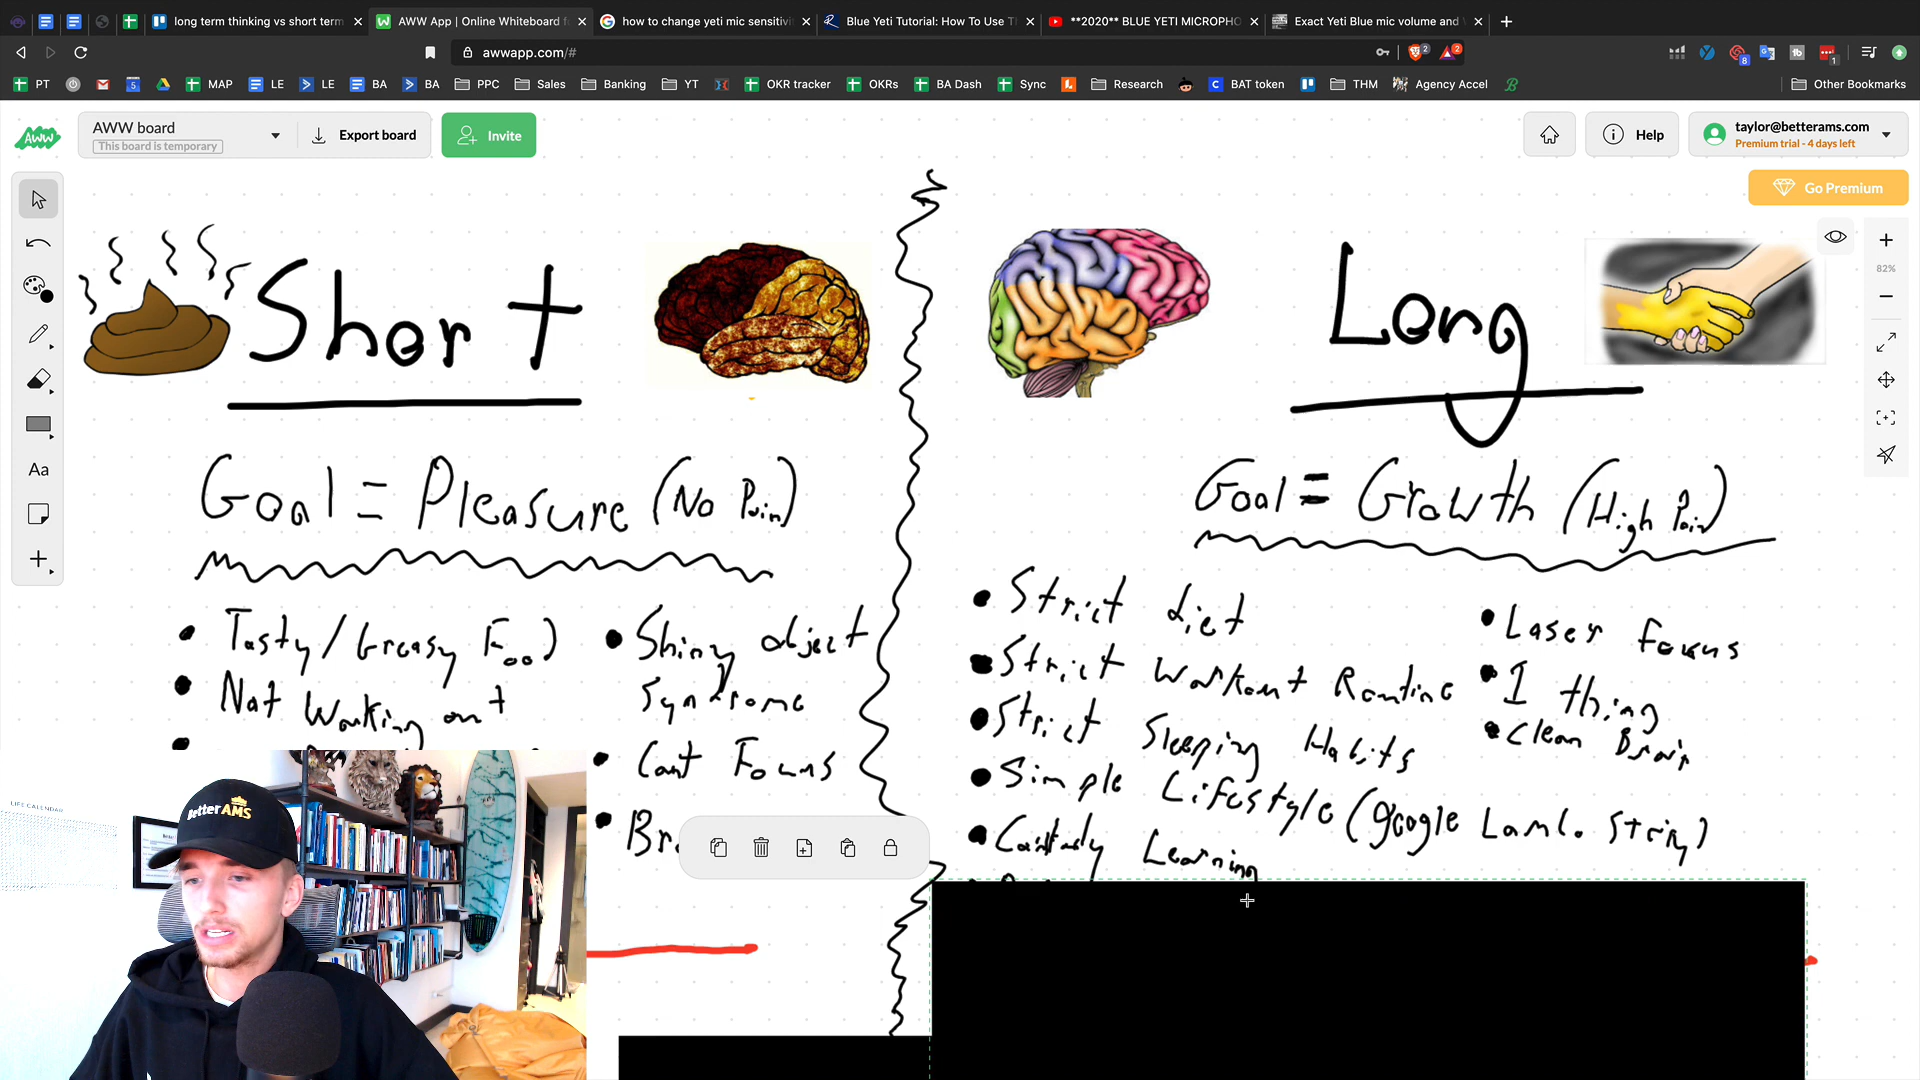 long term thinking vs short term
AWW App | Online Whiteboard f
how to change yeti mic sensitivi
Blue Yeti Tutorial: How To Use T
**2020** BLUE YETI MICROPHO
Exact Yeti Blue mic volume and
awwapp.com/#
PT
MAP
LE
LE
BA
BA
PPC
Sales
Banking
YT
OKR tracker
OKRs
BA Dash
Sync
Research
BAT token
THM
Agency Accel
Other Bookmarks
AWW
AWW board
This board is temporary
Export board
Invite
Help
taylor@betterams.com
Premium trial - 4 days left
Go Premium
82%
Aa
Short
Long
Goal = Pleasure (No Pain)
Goal = Growth (High Pain)
Tasty/Greasy Food
Not Working out
Shiny object
Syndrome
Cant Focus
Br
Strict diet
Strict Workout Routine
Strict Sleeping Habits
Simple Lifestyle (google Lamb. Strin)
Learning
Laser focus
1 thing
Clean Brain
LIFE CALENDAR
BetterAMS